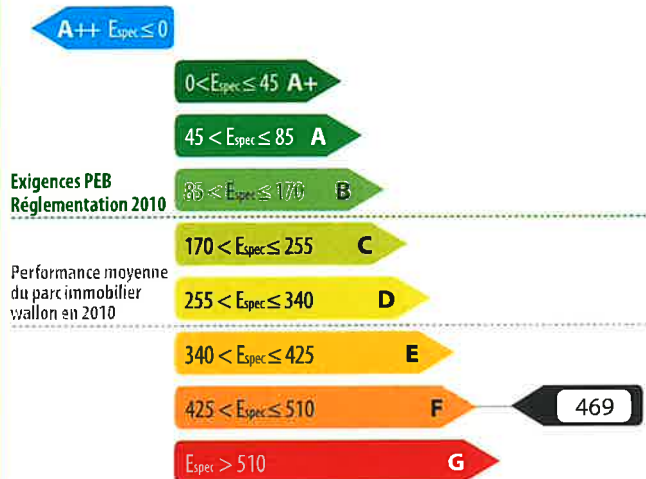 A++ Espec ≤ 0
0 < Espec ≤ 45 A+
45 < Espec ≤ 85 A
Exigences PEB
Réglementation 2010
85 < Espec ≤ 170 B
170 < Espec ≤ 255 C
Performance moyenne
du parc immobilier
wallon en 2010
255 < Espec ≤ 340 D
340 < Espec ≤ 425 E
425 < Espec ≤ 510 F
469
Espec > 510 G